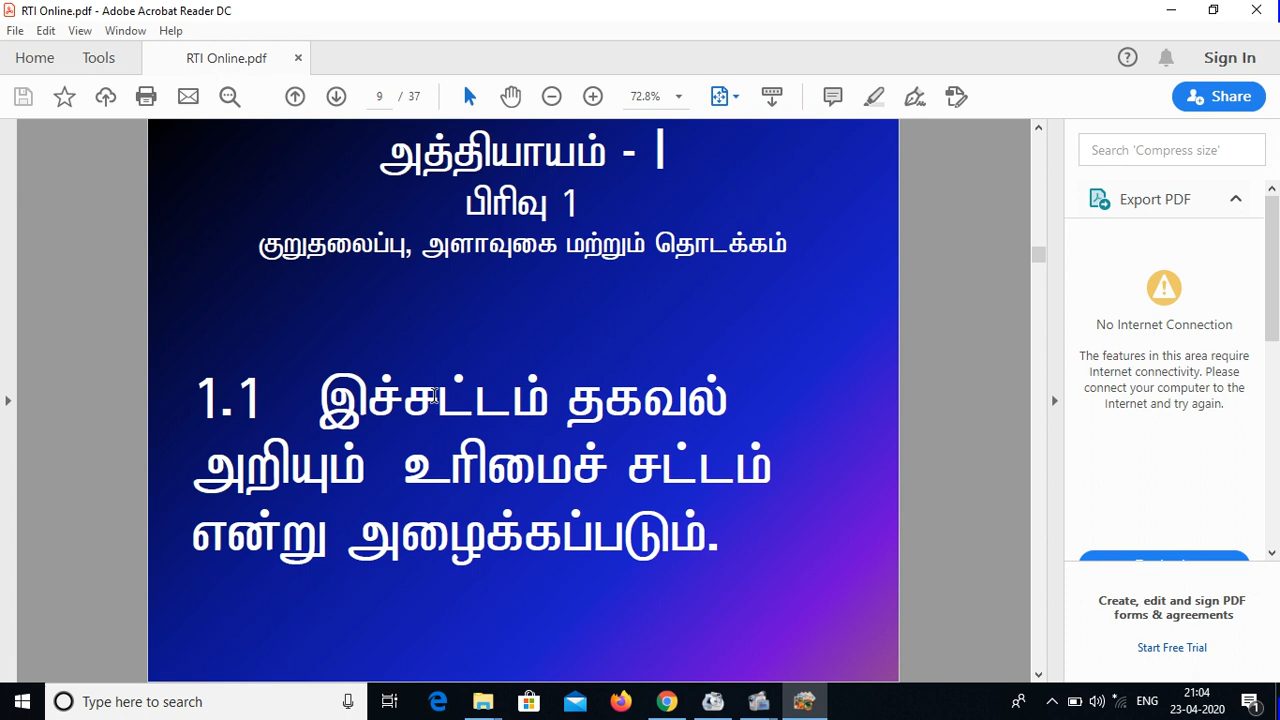 RTI Online.pdf - Adobe Acrobat Reader DC
File Edit View Window Help
Home Tools RTI Online.pdf × Sign In
9 / 37 72.8% Share
அத்தியாயம் - I
பிரிவு 1
குறுதலைப்பு, அளாவுகை மற்றும் தொடக்கம்
1.1 இச்சட்டம் தகவல்
அறியும் உரிமைச் சட்டம்
என்று அழைக்கப்படும்.
Search 'Compress size'
Export PDF
No Internet Connection
The features in this area require
Internet connectivity. Please
connect your computer to the
Internet and try again.
Create, edit and sign PDF
forms & agreements
Start Free Trial
Type here to search
ENG
21:04
23-04-2020
1